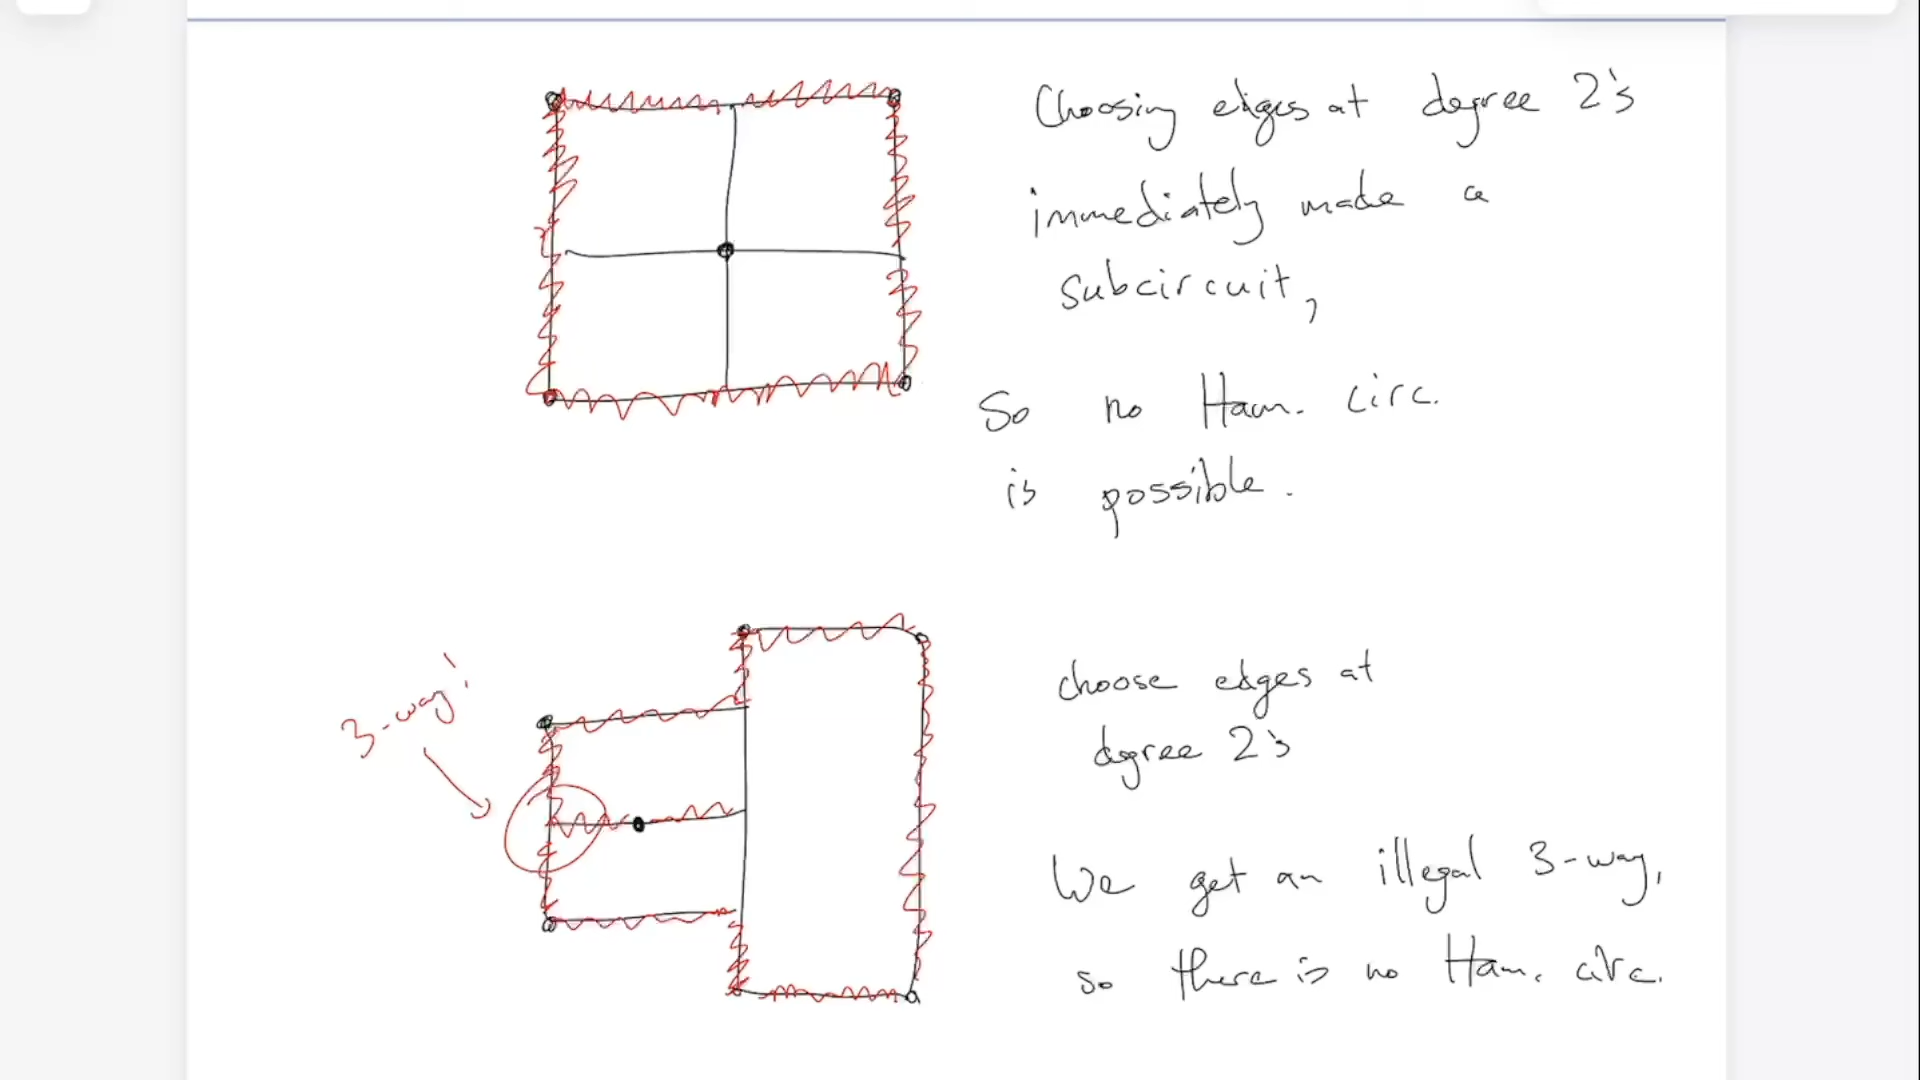 Choosing edges at degree 2's
immediately made a
subcircuit,
So no Ham. circ.
is possible.
3-way!
choose edges at
degree 2's
We get an illegal 3-way,
so there is no Ham. circ.